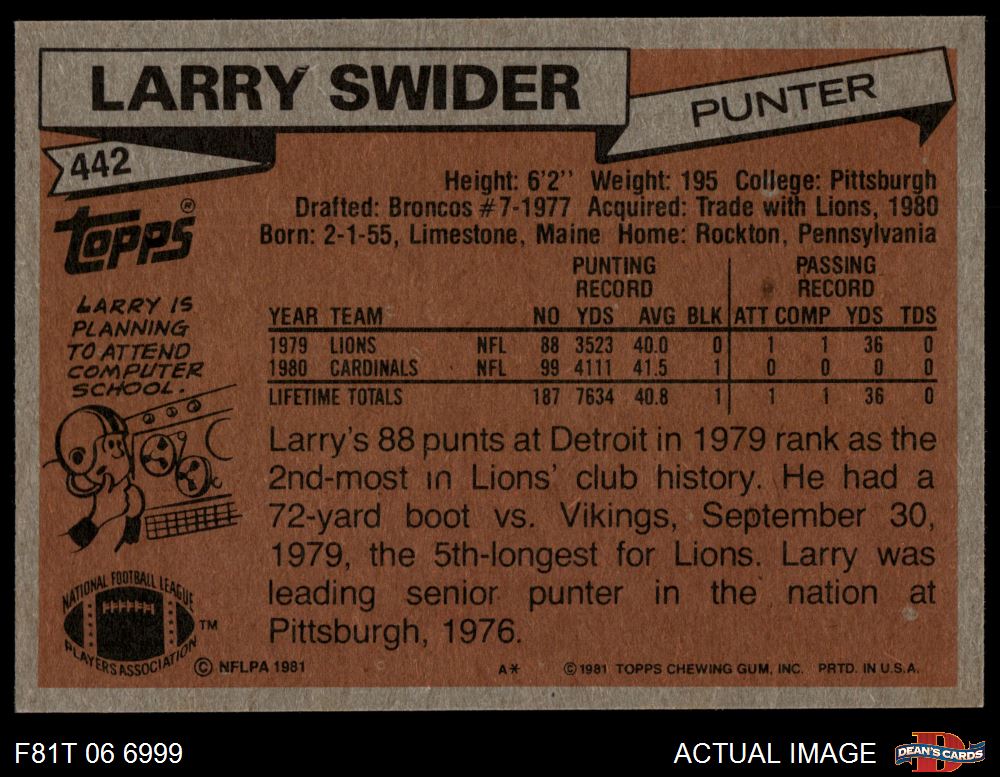 LARRY SWIDER
PUNTER
442
TOPPS®
Height: 6'2'' Weight: 195 College: Pittsburgh
Drafted: Broncos #7-1977 Acquired: Trade with Lions, 1980
Born: 2-1-55, Limestone, Maine Home: Rockton, Pennsylvania
PUNTING RECORD PASSING RECORD
YEAR TEAM NO YDS AVG BLK ATT COMP YDS TDS
1979 LIONS NFL 88 3523 40.0 0 1 1 36 0
1980 CARDINALS NFL 99 4111 41.5 1 0 0 0 0
LIFETIME TOTALS 187 7634 40.8 1 1 1 36 0
LARRY IS
PLANNING
TO ATTEND
COMPUTER
SCHOOL.
Larry's 88 punts at Detroit in 1979 rank as the
2nd-most in Lions' club history. He had a
72-yard boot vs. Vikings, September 30,
1979, the 5th-longest for Lions. Larry was
leading senior punter in the nation at
Pittsburgh, 1976.
NATIONAL FOOTBALL LEAGUE
PLAYERS ASSOCIATION
TM
© NFLPA 1981 A* © 1981 TOPPS CHEWING GUM, INC. PRTD. IN U.S.A.
F81T 06 6999 ACTUAL IMAGE D DEAN'S CARDS